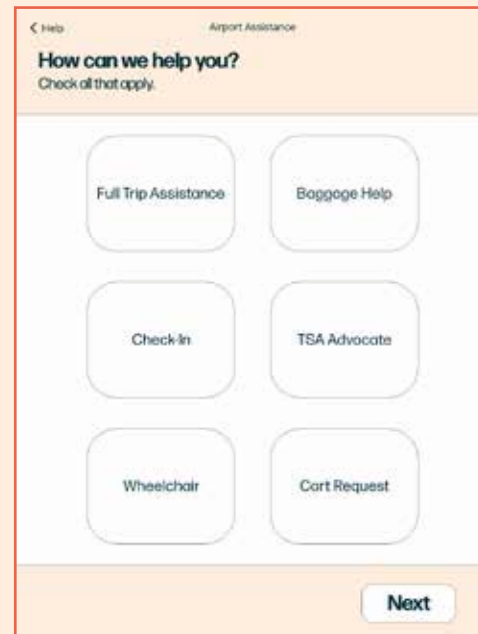 Help
Airport Assistance
How can we help you?
Check all that apply.
Full Trip Assistance
Baggage Help
Check-In
TSA Advocate
Wheelchair
Cart Request
Next